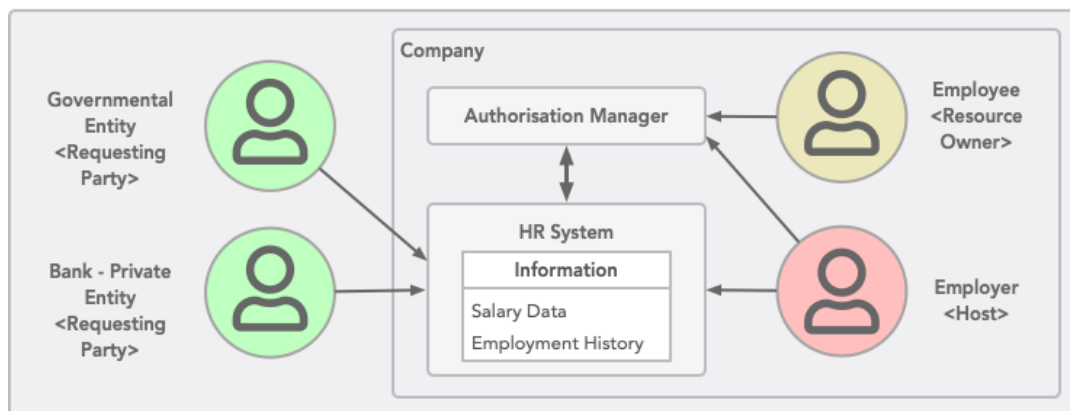 Company
Governmental
Entity
<Requesting
Party>
Authorisation Manager
Employee
<Resource
Owner>
HR System
Information
Salary Data
Employment History
Bank - Private
Entity
<Requesting
Party>
Employer
<Host>